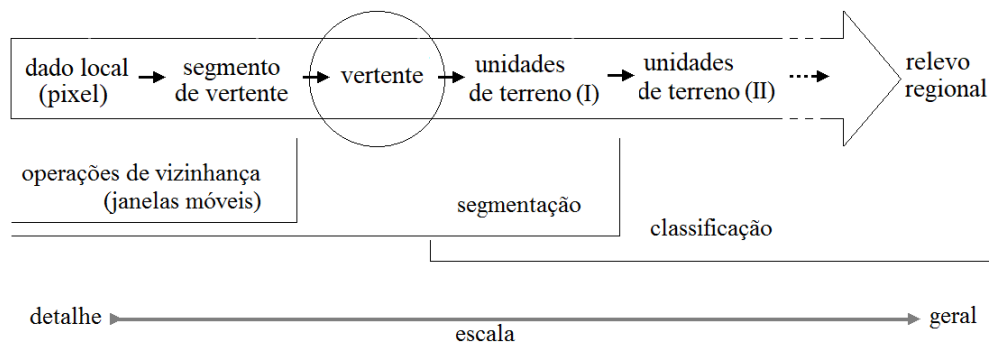 dado local
(pixel)
segmento
de vertente
vertente
unidades
de terreno (I)
unidades
de terreno (II)
relevo
regional
operações de vizinhança
(janelas móveis)
segmentação
classificação
detalhe
escala
geral